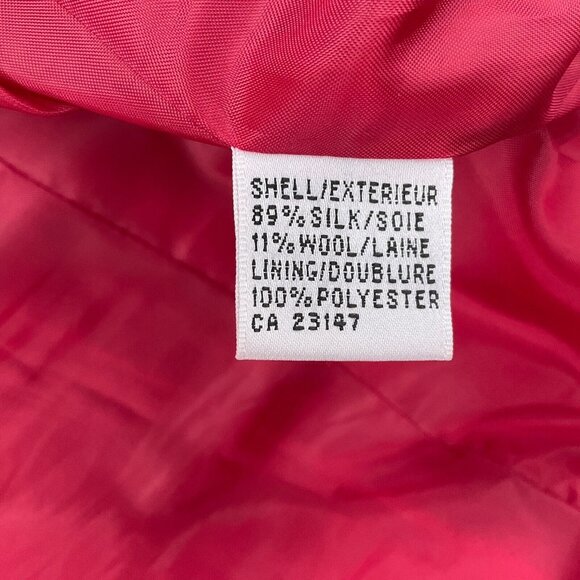 SHELL/EXTERIEUR
89% SILK/SOIE
11% WOOL/LAINE
LINING/DOUBLURE
100% POLYESTER
CA 23147